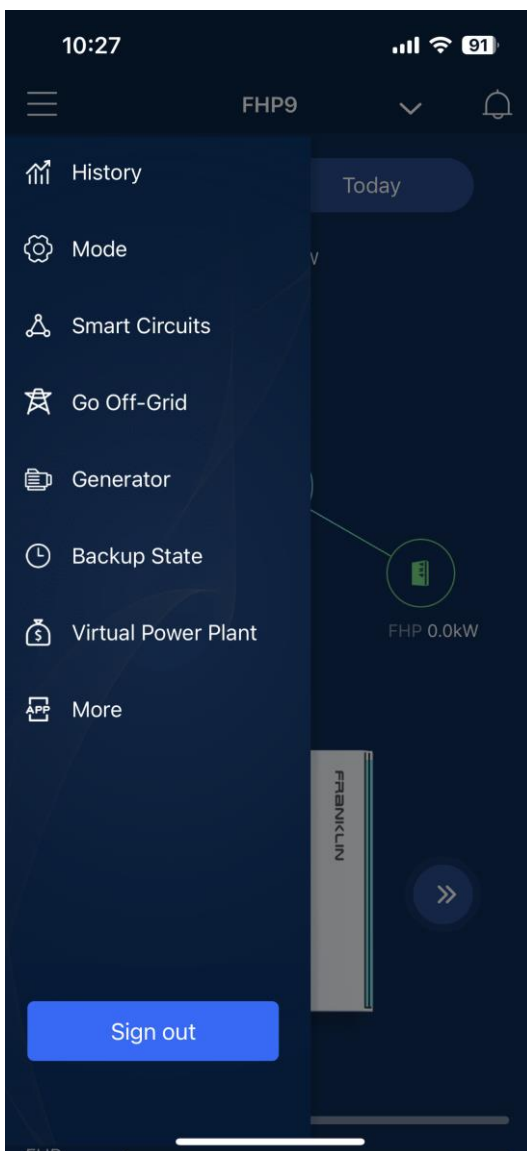 10:27
91
FHP9
History
Today
Mode
W
Smart Circuits
Go Off-Grid
Generator
Backup State
Virtual Power Plant
FHP 0.0kW
APP
More
FRANKLIN
Sign out